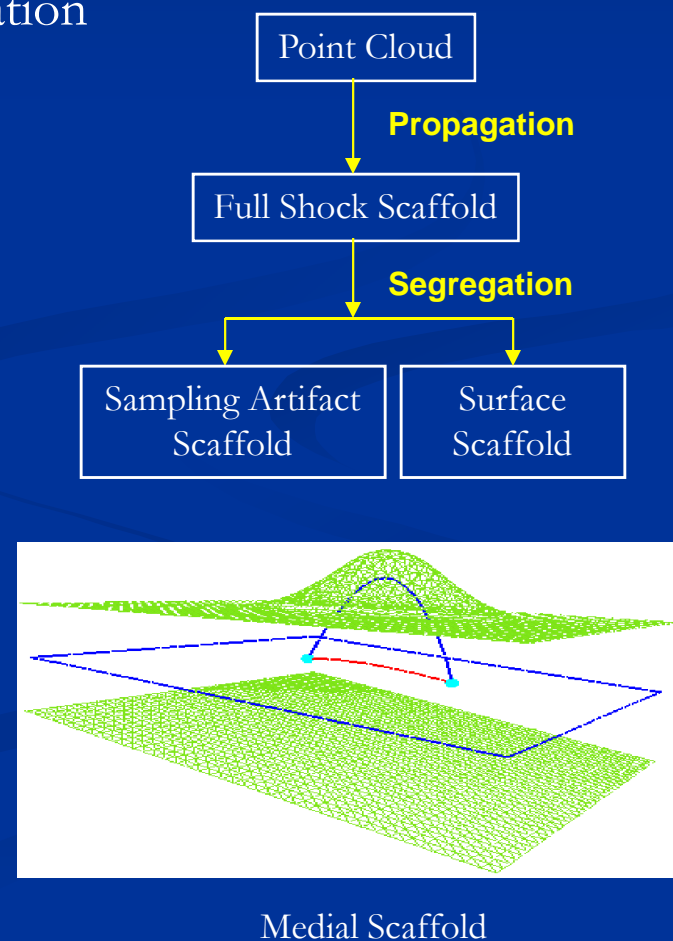 Point Cloud
Propagation
Full Shock Scaffold
Segregation
Sampling Artifact
Scaffold
Surface
Scaffold
Medial Scaffold